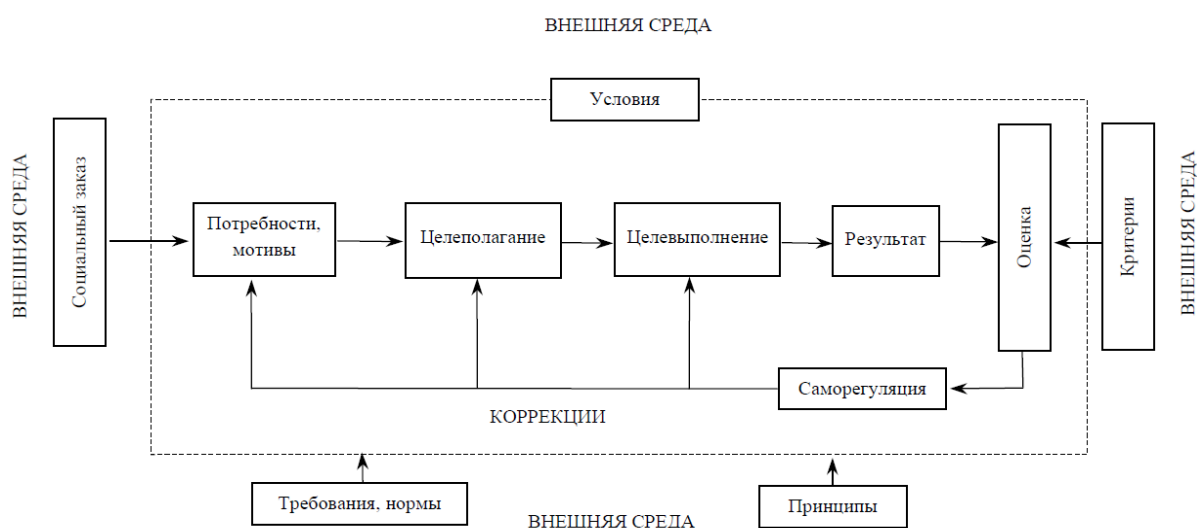 ВНЕШНЯЯ СРЕДА
Условия
ВНЕШНЯЯ СРЕДА
Социальный заказ
Потребности,
мотивы
Целеполагание
Целевыполнение
Результат
Оценка
Критерии
ВНЕШНЯЯ СРЕДА
Саморегуляция
КОРРЕКЦИИ
Требования, нормы
Принципы
ВНЕШНЯЯ СРЕДА